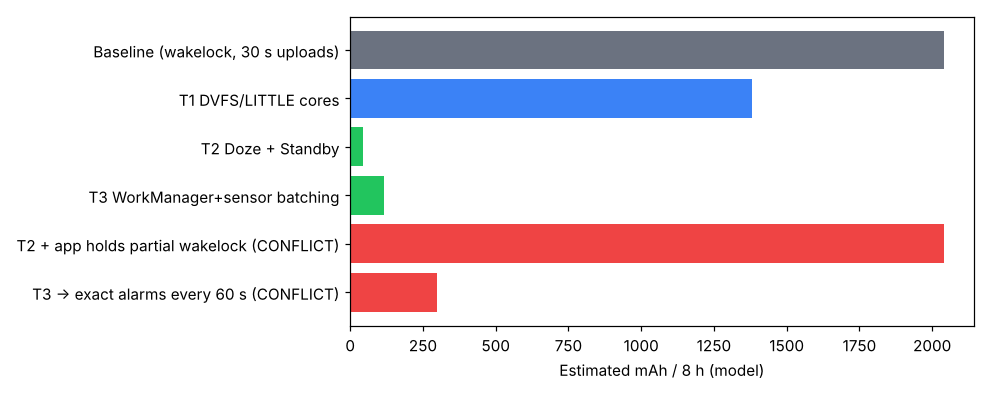 Baseline (wakelock, 30 s uploads)
T1 DVFS/LITTLE cores
T2 Doze + Standby
T3 WorkManager+sensor batching
T2 + app holds partial wakelock (CONFLICT)
T3 → exact alarms every 60 s (CONFLICT)
0 250 500 750 1000 1250 1500 1750 2000
Estimated mAh / 8 h (model)